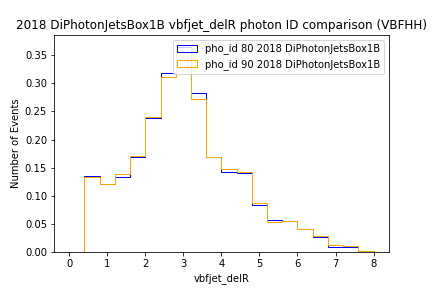 2018 DiPhotonJetsBox1B vbfjet_delR photon ID comparison (VBFHH)
pho_id 80 2018 DiPhotonJetsBox1B
pho_id 90 2018 DiPhotonJetsBox1B
Number of Events
0.35
0.30
0.25
0.20
0.15
0.10
0.05
0.00
0 1 2 3 4 5 6 7 8
vbfjet_delR